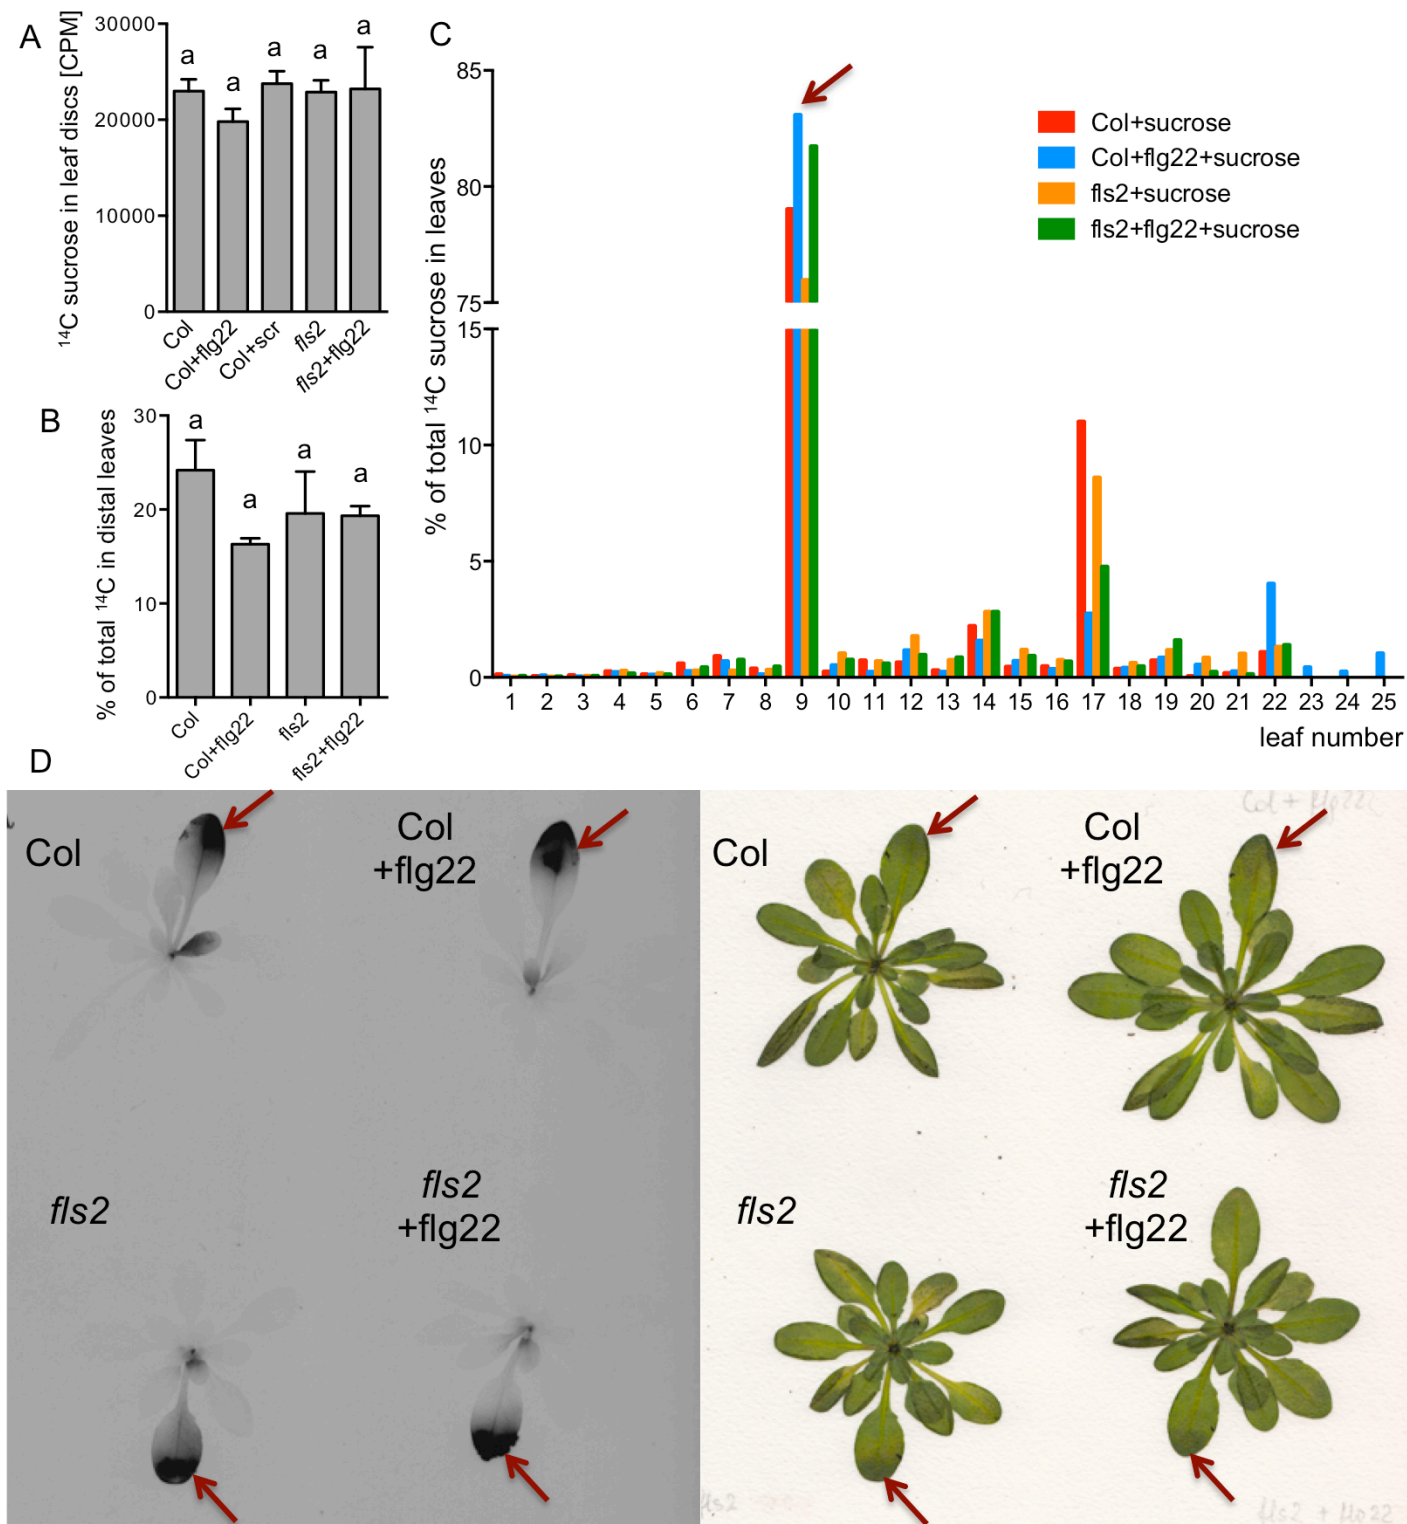 A
¹⁴C sucrose in leaf discs [CPM]
30000
20000
10000
0
a
a
a
a
a
Col
Col+flg22
Col+scr
fls2
fls2+flg22
B
% of total ¹⁴C in distal leaves
30
20
10
0
a
a
a
a
Col
Col+flg22
fls2
fls2+flg22
C
% of total ¹⁴C sucrose in leaves
85
80
75
15
10
5
0
Col+sucrose
Col+flg22+sucrose
fls2+sucrose
fls2+flg22+sucrose
1 2 3 4 5 6 7 8 9 10 11 12 13 14 15 16 17 18 19 20 21 22 23 24 25
leaf number
D
Col
Col
+flg22
fls2
fls2
+flg22
Col
Col
+flg22
fls2
fls2
+flg22
Col + flg22
fls2
fls2 + flg22